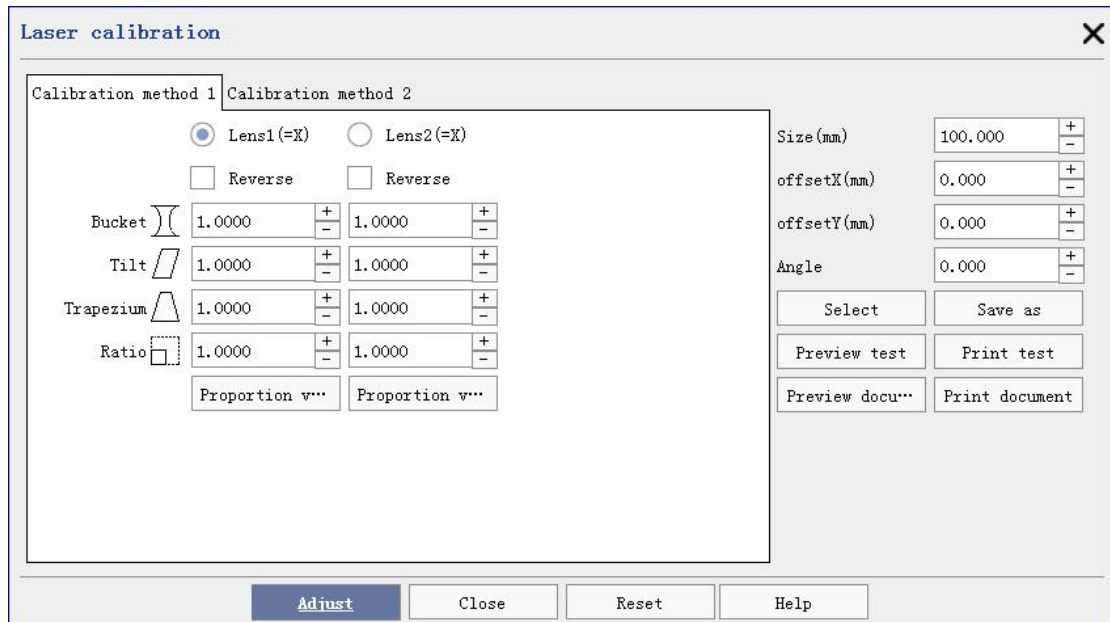 Laser calibration
Calibration method 1 Calibration method 2
Lens1(=X) Lens2(=X)
Reverse Reverse
Bucket 1.0000 + - 1.0000 + -
Tilt 1.0000 + - 1.0000 + -
Trapezium 1.0000 + - 1.0000 + -
Ratio 1.0000 + - 1.0000 + -
Proportion v… Proportion v…
Size(mm) 100.000 + -
offsetX(mm) 0.000 + -
offsetY(mm) 0.000 + -
Angle 0.000 + -
Select Save as
Preview test Print test
Preview docu… Print document
Adjust Close Reset Help